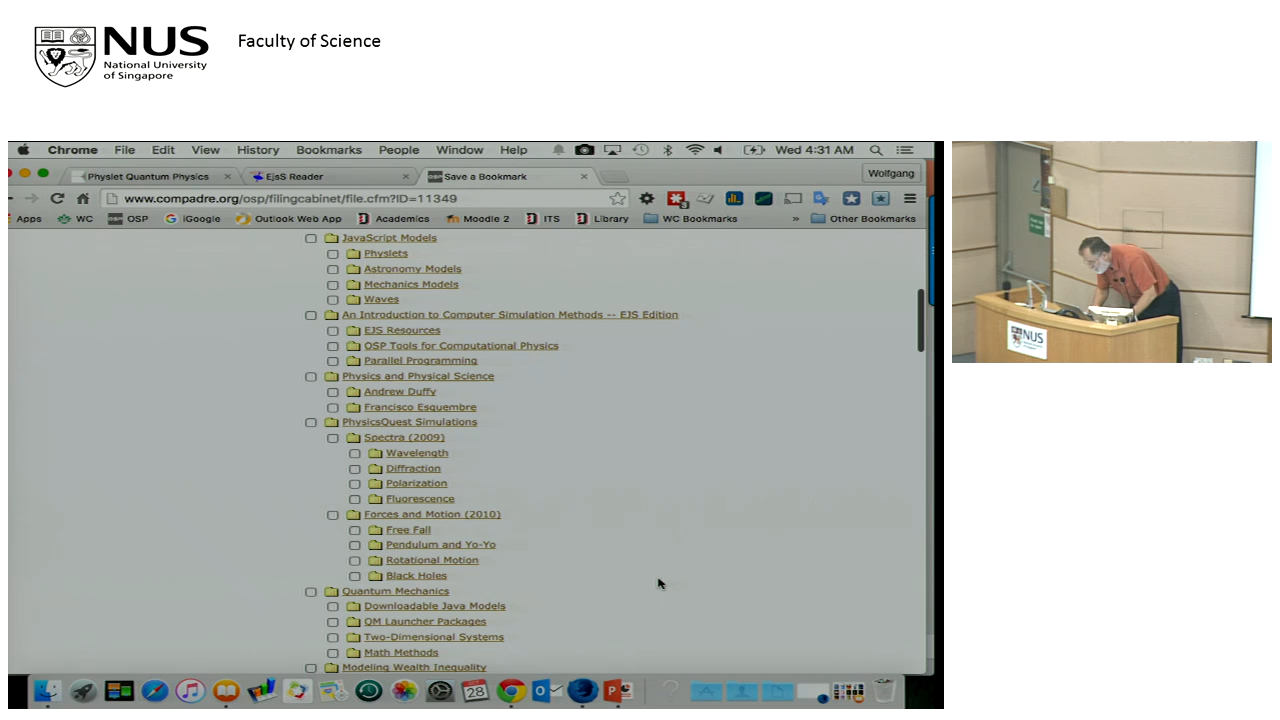 NUS
National University
of Singapore
Faculty of Science
Chrome File Edit View History Bookmarks People Window Help Wed 4:31 AM
Physlet Quantum Physics × EjsS Reader × Save a Bookmark × Wolfgang
www.compadre.org/osp/filingcabinet/file.cfm?ID=11349
Apps WC OSP iGoogle Outlook Web App Academics Moodle 2 ITS Library WC Bookmarks » Other Bookmarks
JavaScript Models
Physlets
Astronomy Models
Mechanics Models
Waves
An Introduction to Computer Simulation Methods -- EJS Edition
EJS Resources
OSP Tools for Computational Physics
Parallel Programming
Physics and Physical Science
Andrew Duffy
Francisco Esquembre
PhysicsQuest Simulations
Spectra (2009)
Wavelength
Diffraction
Polarization
Fluorescence
Forces and Motion (2010)
Free Fall
Pendulum and Yo-Yo
Rotational Motion
Black Holes
Quantum Mechanics
Downloadable Java Models
QM Launcher Packages
Two-Dimensional Systems
Math Methods
Modeling Wealth Inequality
28
NUS